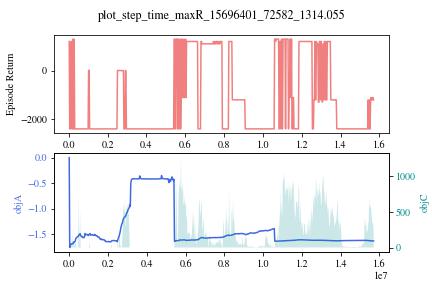 plot_step_time_maxR_15696401_72582_1314.055
Episode Return
0
−2000
0.0 0.2 0.4 0.6 0.8 1.0 1.2 1.4 1.6
objA
0.0
−0.5
−1.0
−1.5
1000
500
0
objC
0.0 0.2 0.4 0.6 0.8 1.0 1.2 1.4 1.6
1e7